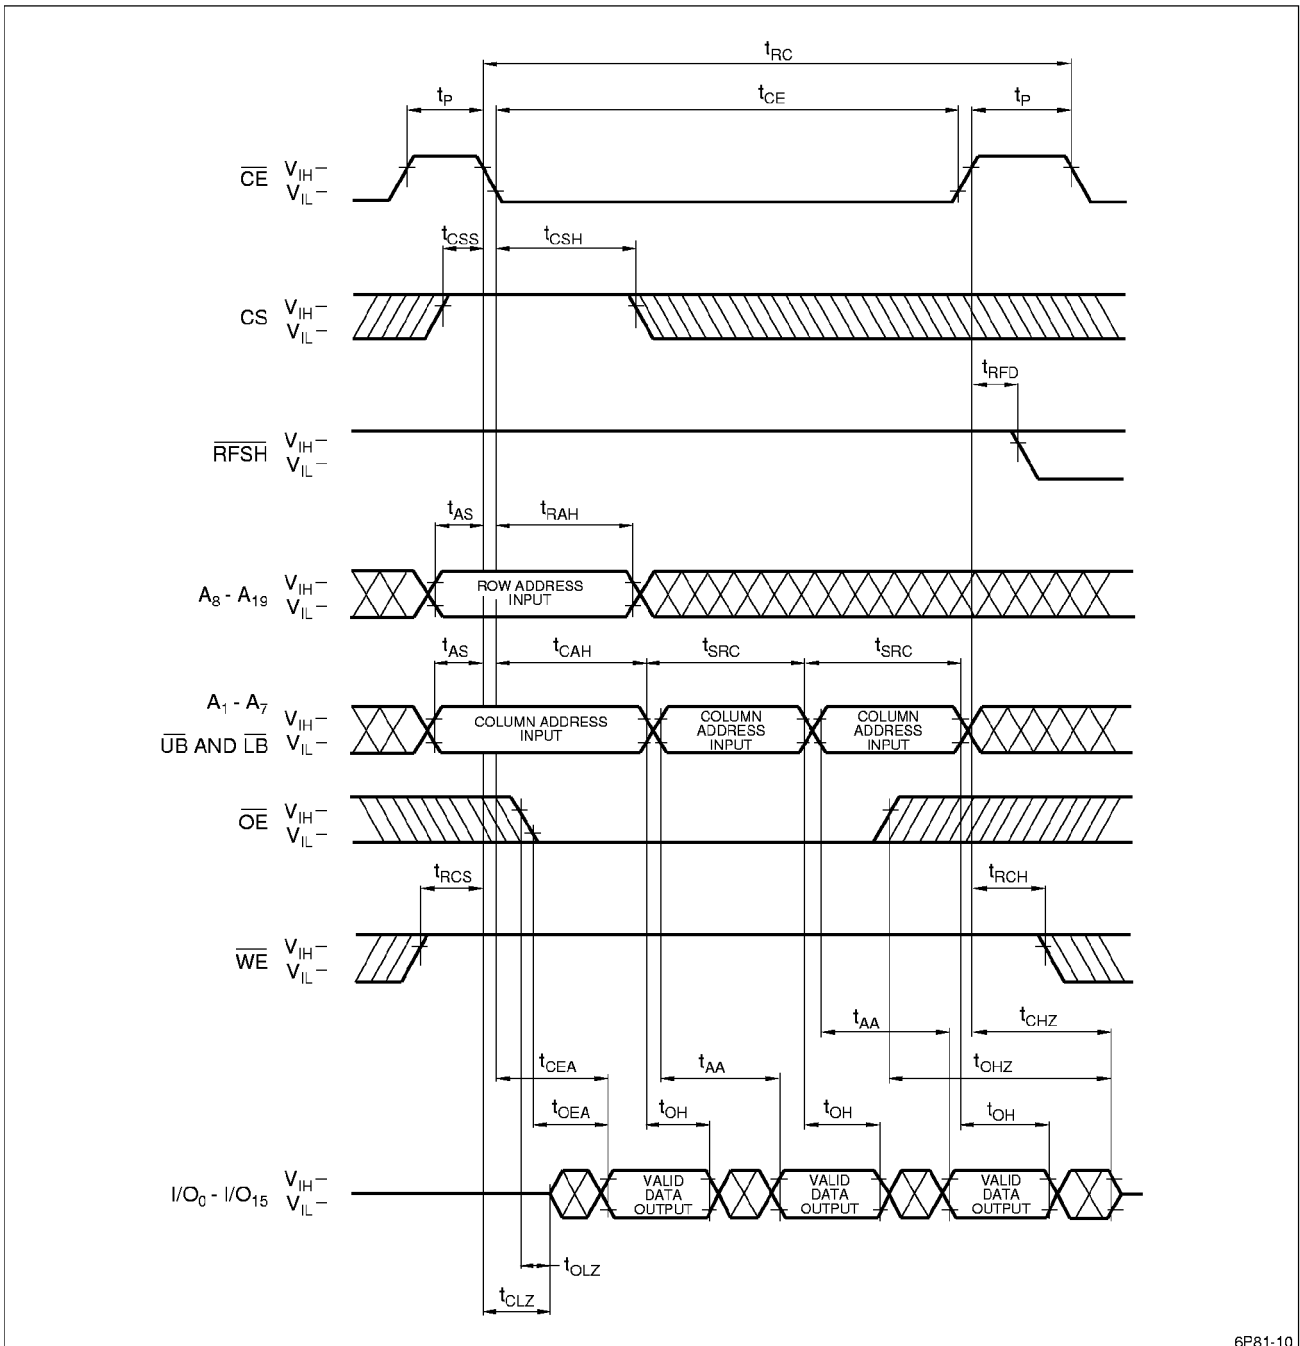 tRC
tP
tCE
tP
CE VIH
VIL
tCSS
tCSH
CS VIH
VIL
tRFD
RFSH VIH
VIL
tAS
tRAH
A8 - A19 VIH
VIL
ROW ADDRESS
INPUT
tAS
tCAH
tSRC
tSRC
A1 - A7
UB AND LB
VIH
VIL
COLUMN ADDRESS
INPUT
COLUMN
ADDRESS
INPUT
COLUMN
ADDRESS
INPUT
OE VIH
VIL
tRCS
tRCH
WE VIH
VIL
tAA
tCHZ
tCEA
tAA
tOHZ
tOEA
tOH
tOH
tOH
I/O0 - I/O15 VIH
VIL
VALID
DATA
OUTPUT
VALID
DATA
OUTPUT
VALID
DATA
OUTPUT
tOLZ
tCLZ
6P81-10